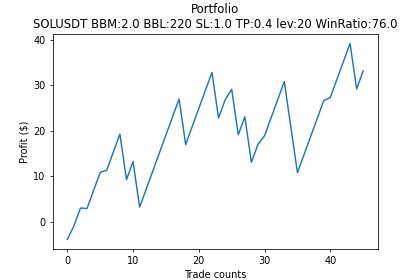 Portfolio
SOLUSDT BBM:2.0 BBL:220 SL:1.0 TP:0.4 lev:20 WinRatio:76.0
40
30
20
10
0
Profit ($)
0
10
20
30
40
Trade counts